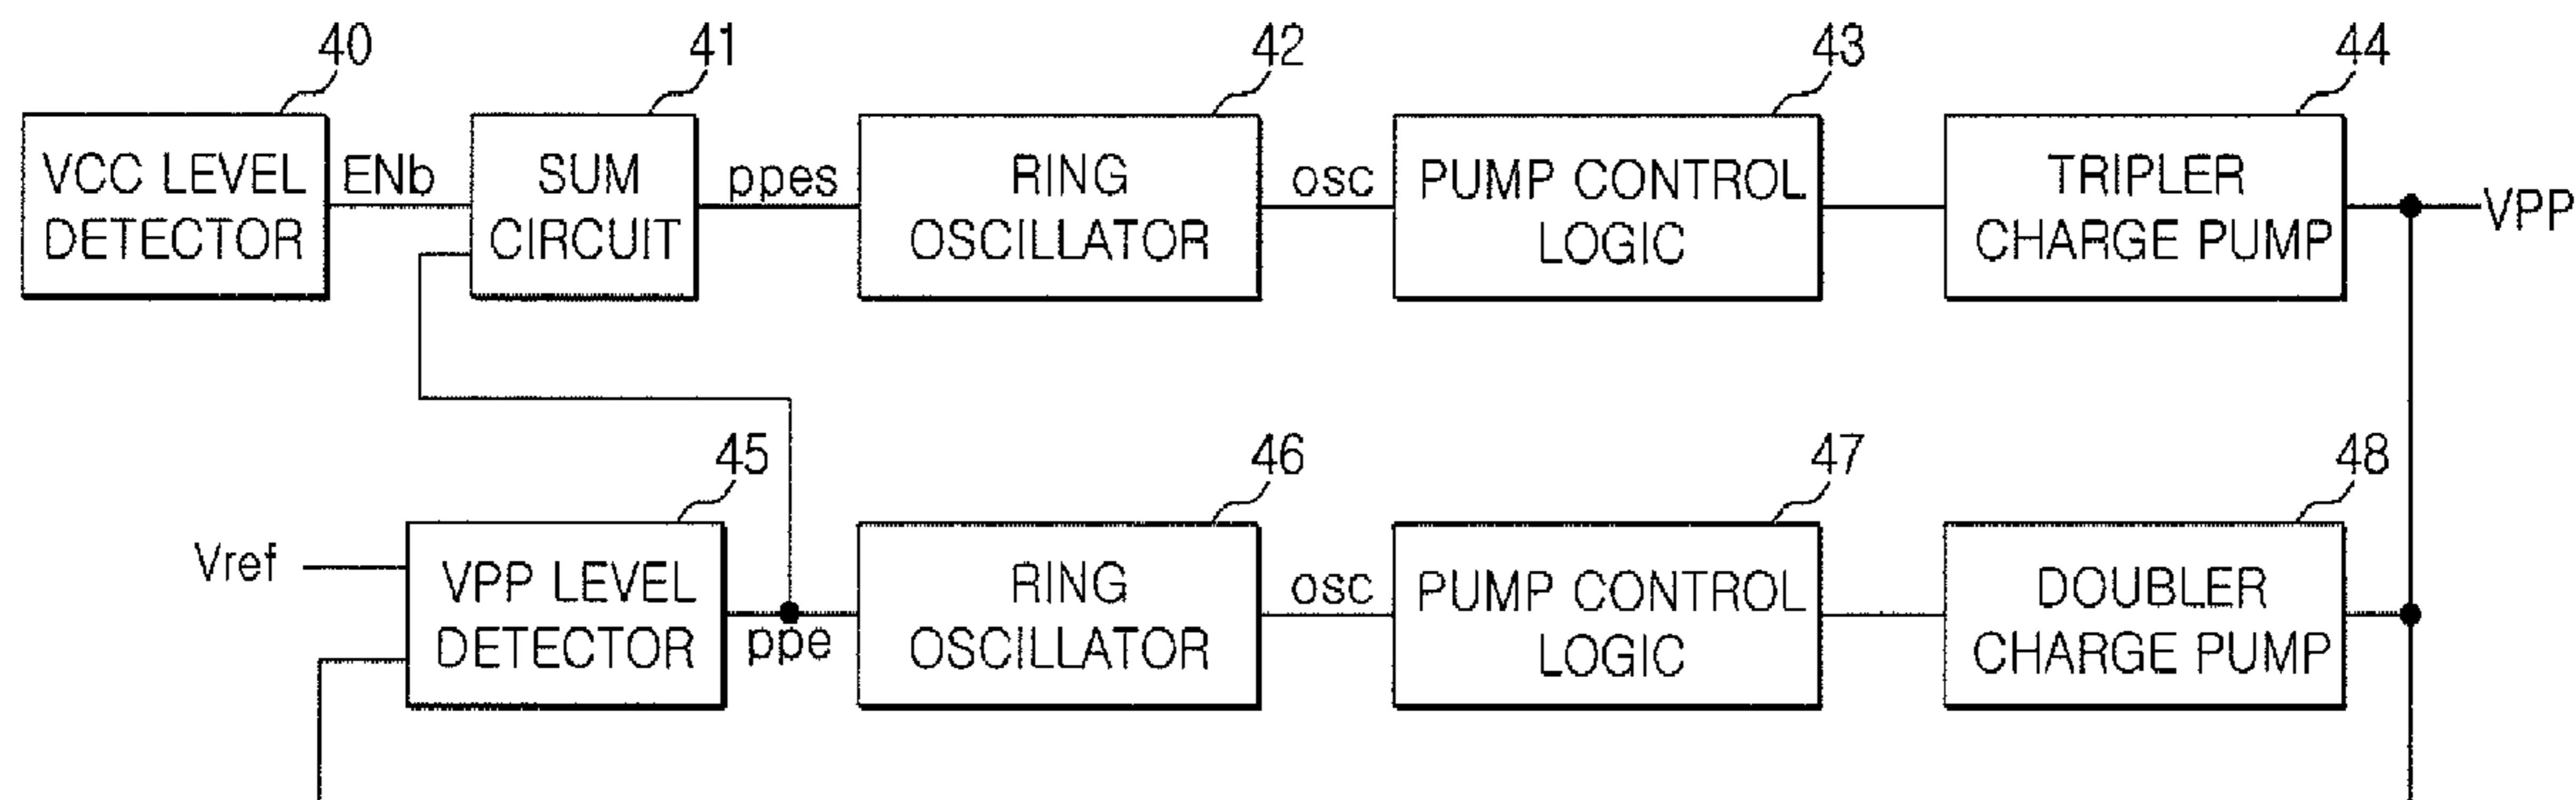 40
41
42
43
44
VCC LEVEL
DETECTOR
ENb
SUM
CIRCUIT
ppes
RING
OSCILLATOR
osc
PUMP CONTROL
LOGIC
TRIPLER
CHARGE PUMP
VPP
45
46
47
48
Vref
VPP LEVEL
DETECTOR
ppe
RING
OSCILLATOR
osc
PUMP CONTROL
LOGIC
DOUBLER
CHARGE PUMP